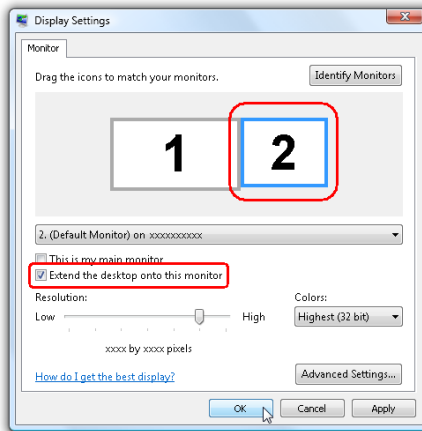 Display Settings
Monitor
Drag the icons to match your monitors.
Identify Monitors
1
2
2. (Default Monitor) on xxxxxxxxxx
This is my main monitor
Extend the desktop onto this monitor
Resolution:
Colors:
Low
High
Highest (32 bit)
xxxx by xxxx pixels
How do I get the best display?
Advanced Settings...
OK
Cancel
Apply